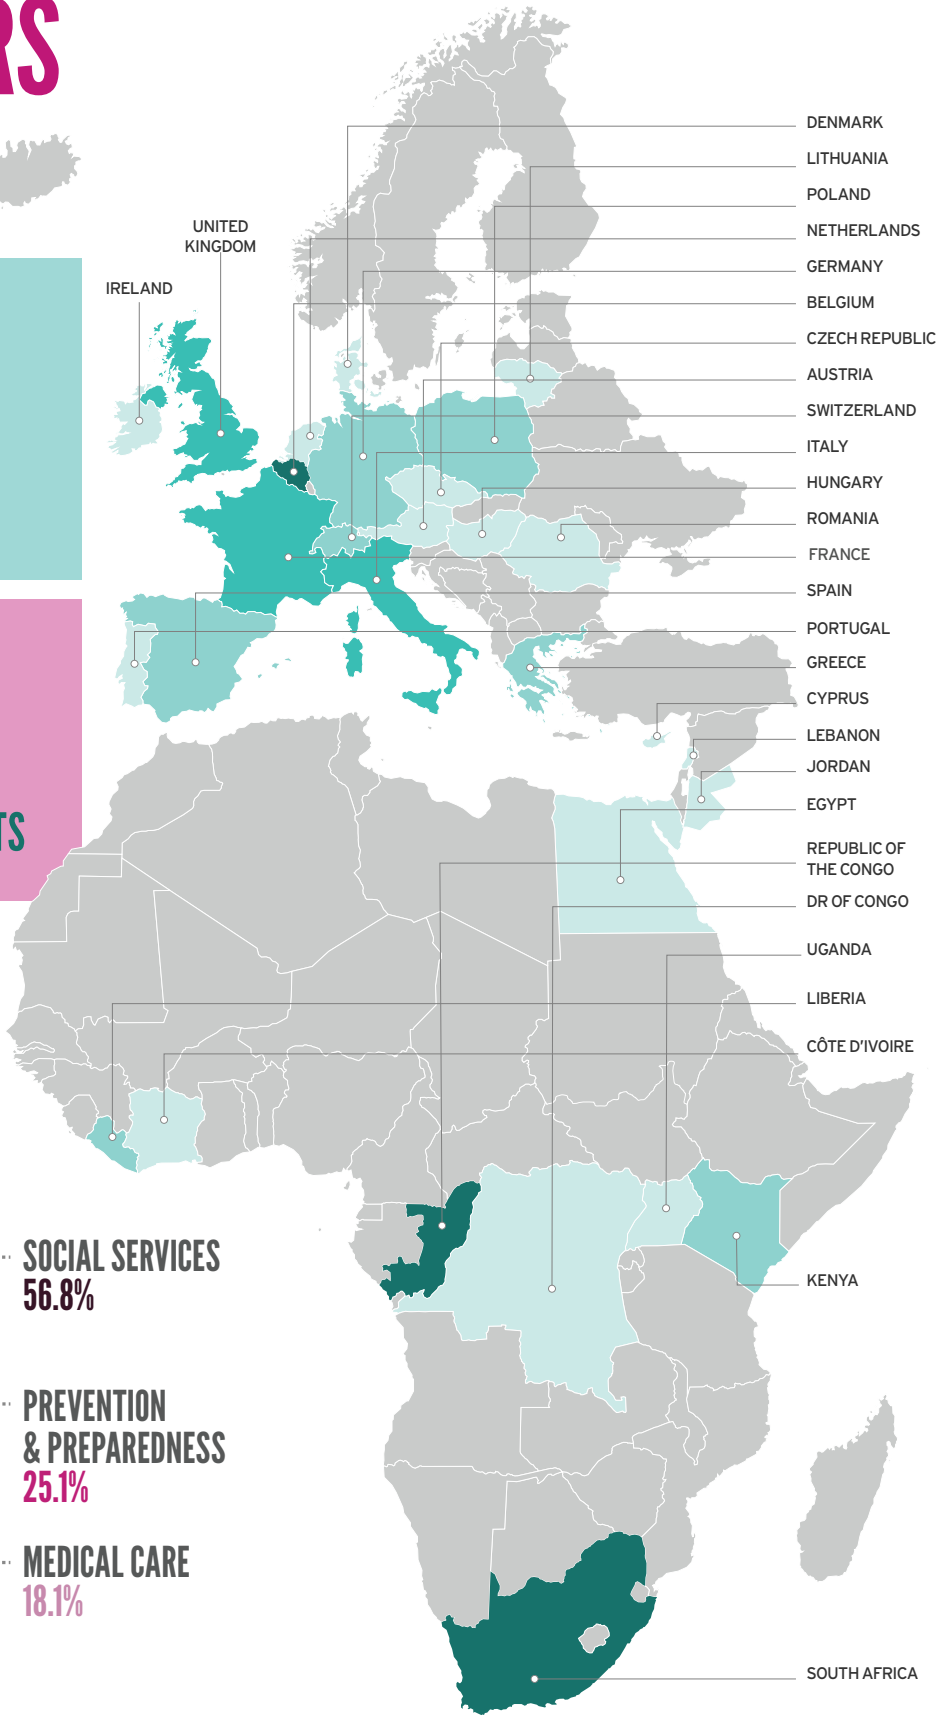 RS
DENMARK
LITHUANIA
POLAND
UNITED
KINGDOM
NETHERLANDS
GERMANY
IRELAND
BELGIUM
CZECH REPUBLIC
AUSTRIA
SWITZERLAND
ITALY
HUNGARY
ROMANIA
FRANCE
SPAIN
PORTUGAL
GREECE
CYPRUS
LEBANON
JORDAN
EGYPT
TS
REPUBLIC OF
THE CONGO
DR OF CONGO
UGANDA
LIBERIA
CÔTE D'IVOIRE
SOCIAL SERVICES
56.8%
KENYA
PREVENTION
& PREPAREDNESS
25.1%
MEDICAL CARE
18.1%
SOUTH AFRICA